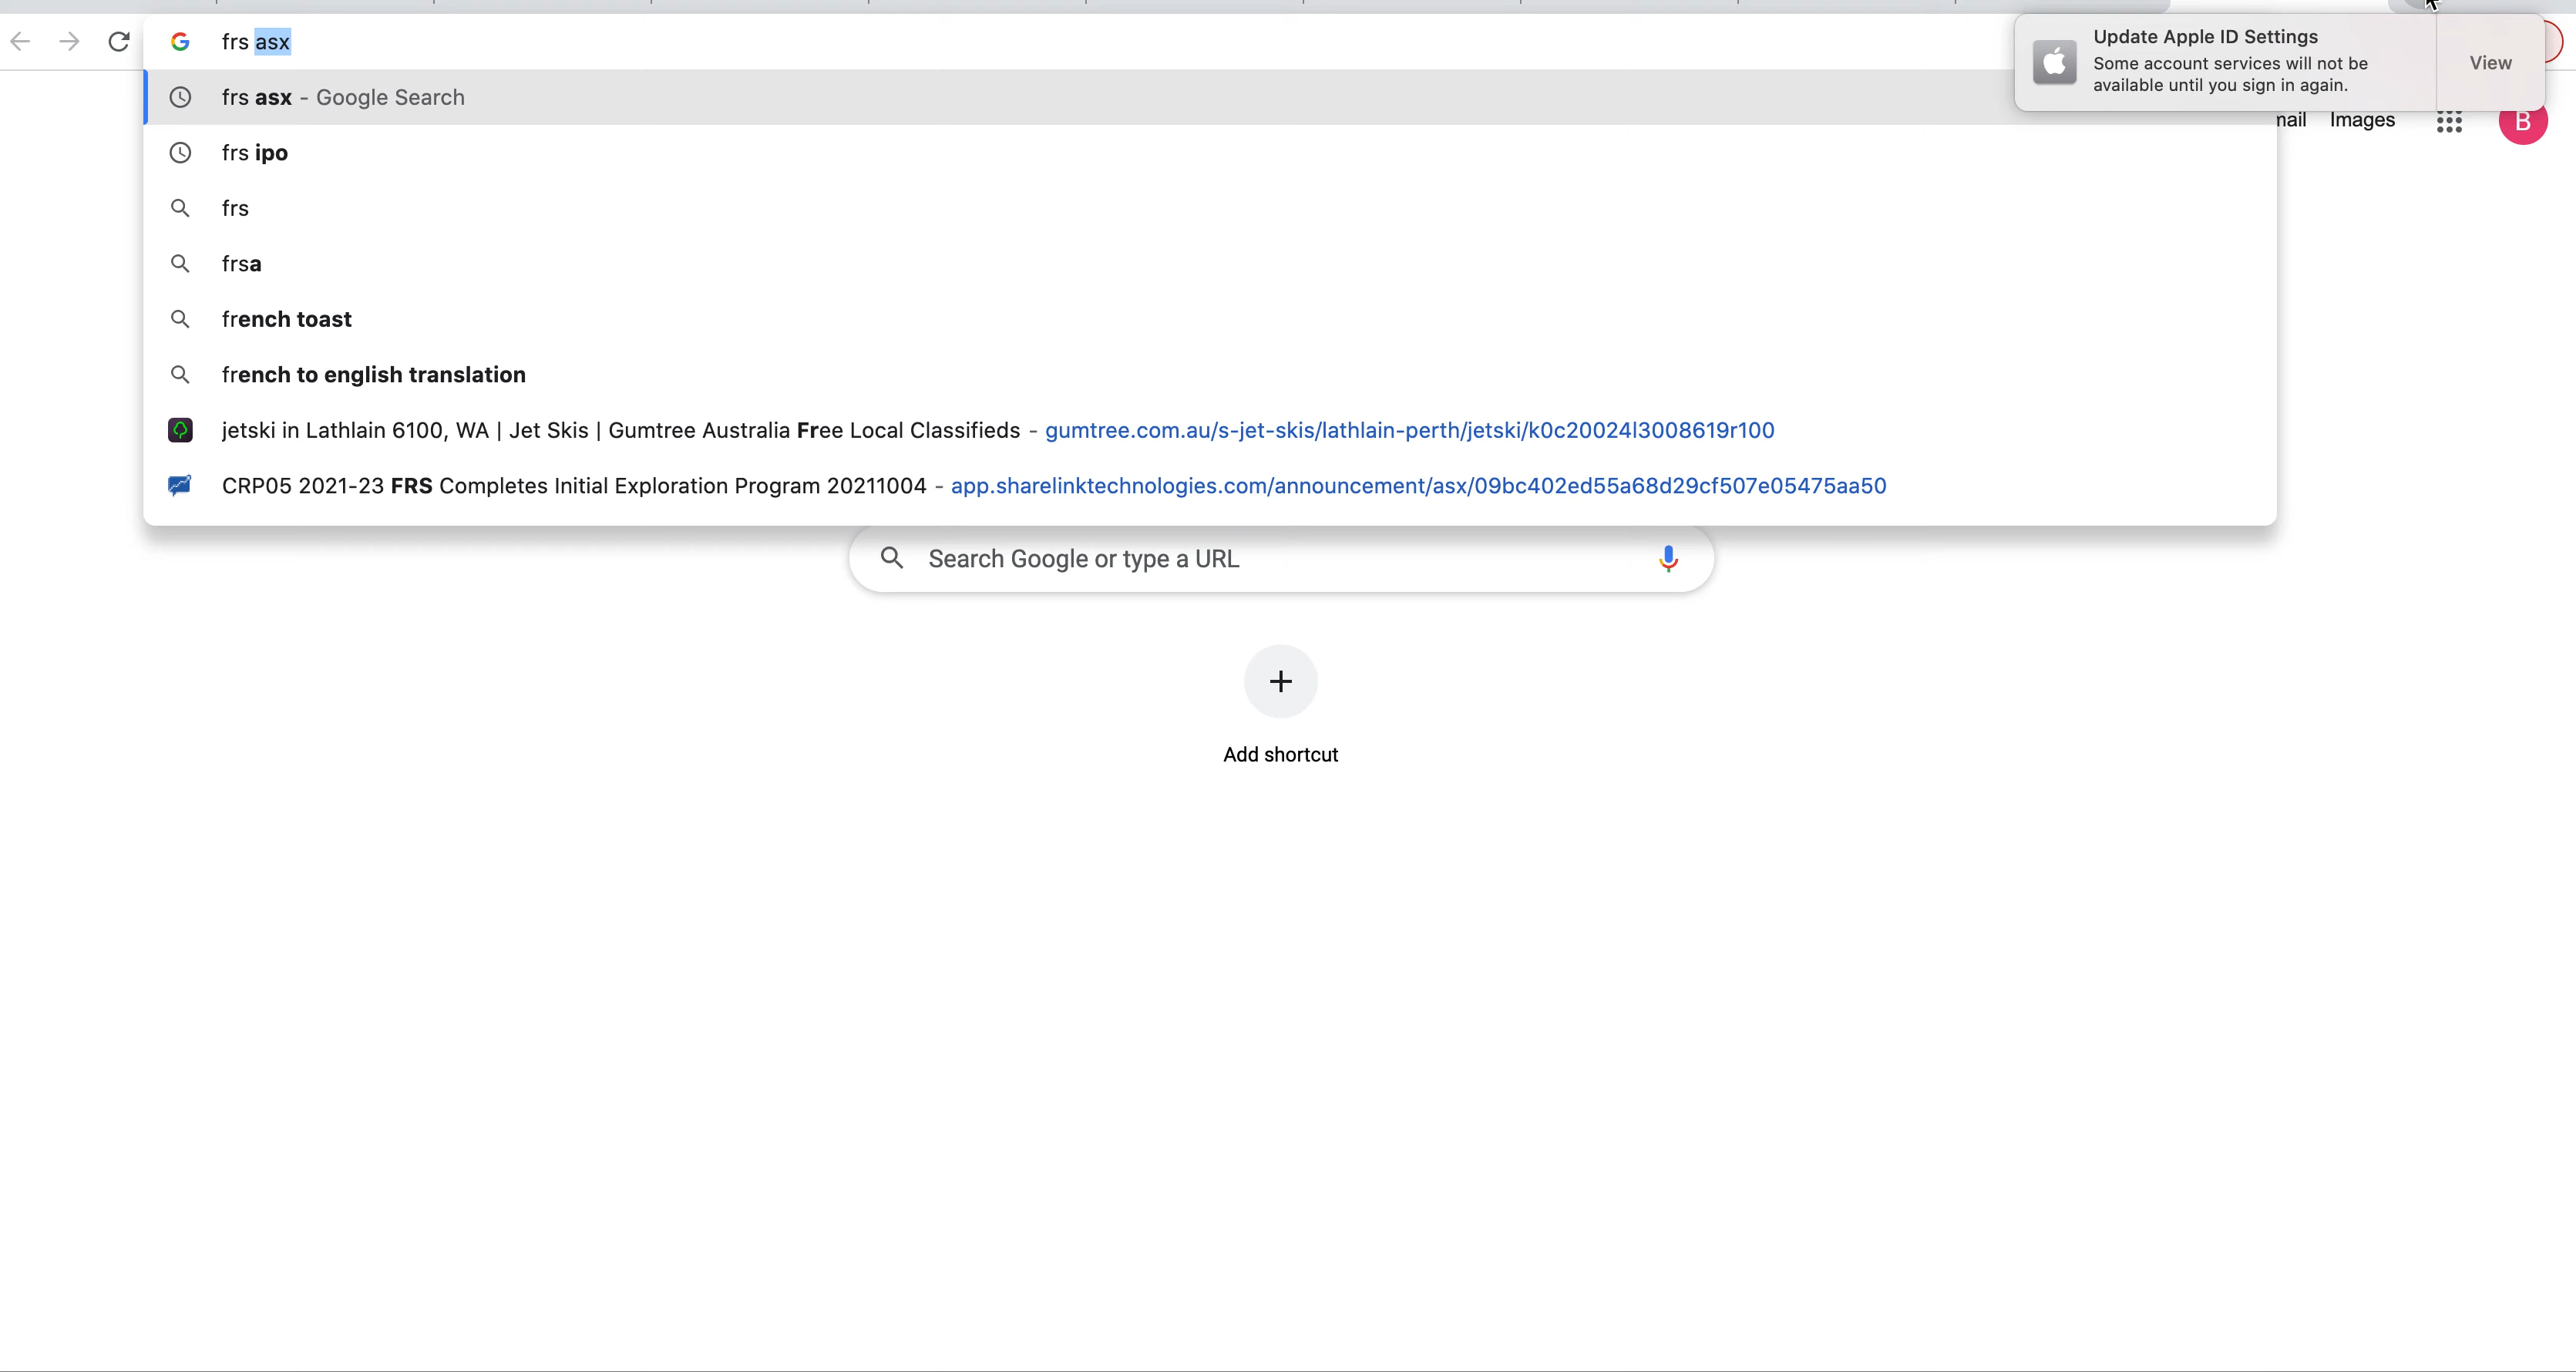 frs asx
Update Apple ID Settings
Some account services will not be
available until you sign in again.
View
frs asx - Google Search
mail Images
B
frs ipo
frs
frsa
french toast
french to english translation
jetski in Lathlain 6100, WA | Jet Skis | Gumtree Australia Free Local Classifieds - gumtree.com.au/s-jet-skis/lathlain-perth/jetski/k0c20024l3008619r100
CRP05 2021-23 FRS Completes Initial Exploration Program 20211004 - app.sharelinktechnologies.com/announcement/asx/09bc402ed55a68d29cf507e05475aa50
Search Google or type a URL
Add shortcut